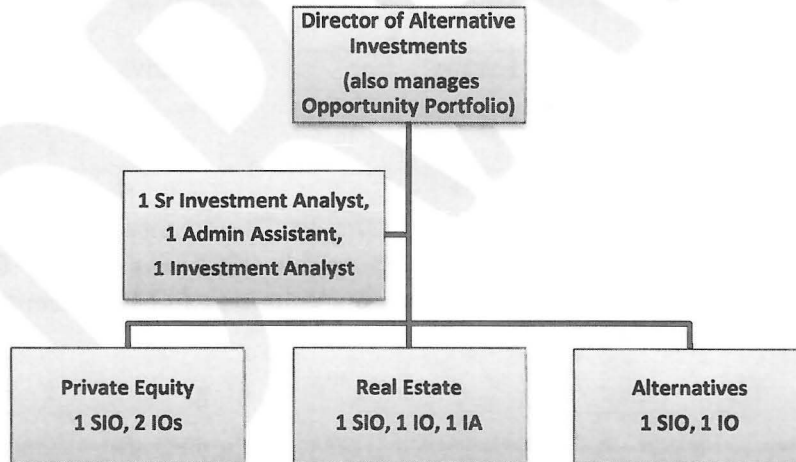 Director of Alternative
Investments
(also manages
Opportunity Portfolio)
1 Sr Investment Analyst,
1 Admin Assistant,
1 Investment Analyst
Private Equity
1 SIO, 2 IOs
Real Estate
1 SIO, 1 IO, 1 IA
Alternatives
1 SIO, 1 IO